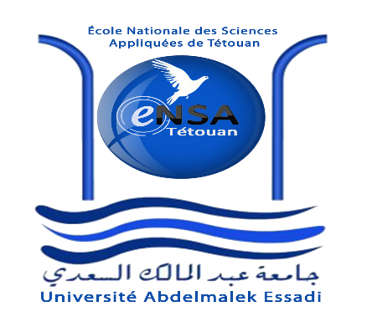 École Nationale des Sciences
Appliquées de Tétouan
eNSA
Tétouan
جامعة عبد المالك السعدي
Université Abdelmalek Essadi